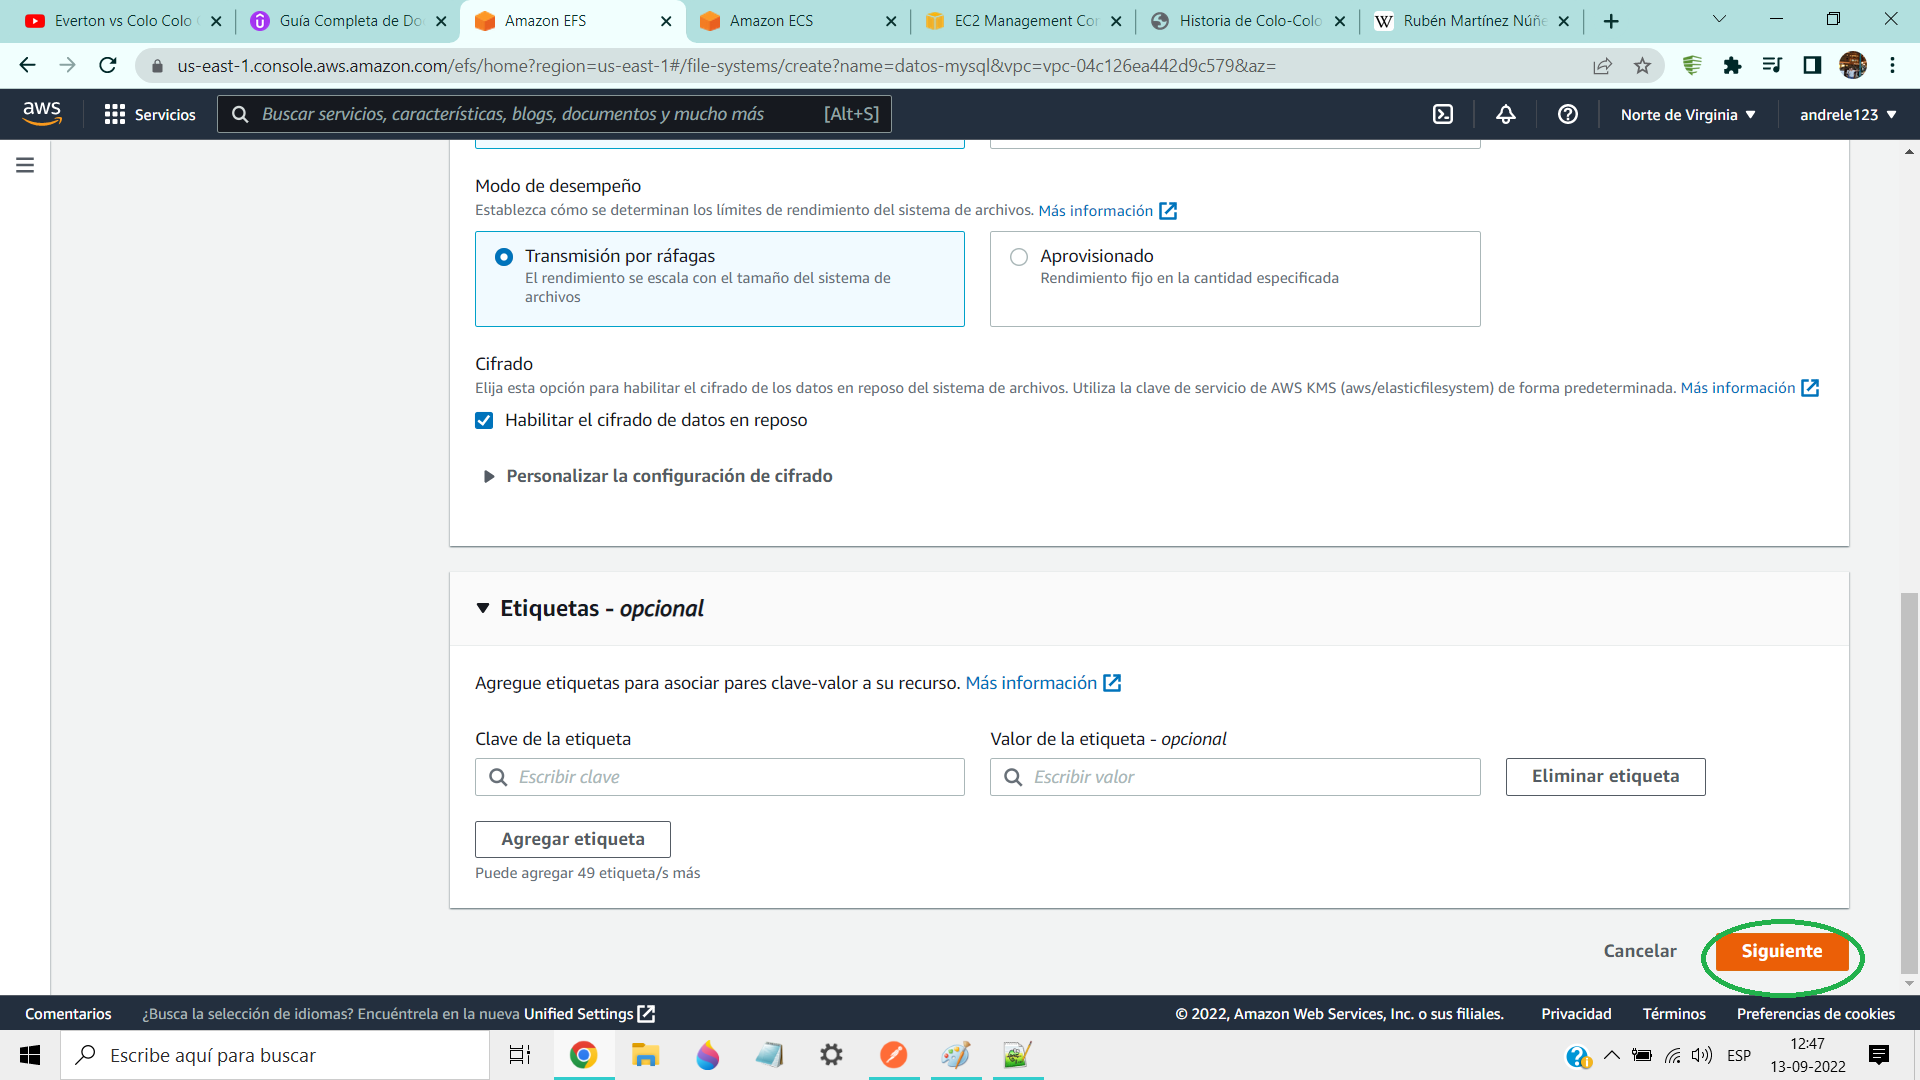 Everton vs Colo Colo
Guía Completa de Do
Amazon EFS
Amazon ECS
EC2 Management Co
Historia de Colo-Colo
Rubén Martínez Núñe
us-east-1.console.aws.amazon.com/efs/home?region=us-east-1#/file-systems/create?name=datos-mysql&vpc=vpc-04c126ea442d9c579&az=
aws
Servicios
Buscar servicios, características, blogs, documentos y mucho más [Alt+S]
Norte de Virginia
andrele123
Modo de desempeño
Establezca cómo se determinan los límites de rendimiento del sistema de archivos. Más información
Transmisión por ráfagas
El rendimiento se escala con el tamaño del sistema de
archivos
Aprovisionado
Rendimiento fijo en la cantidad especificada
Cifrado
Elija esta opción para habilitar el cifrado de los datos en reposo del sistema de archivos. Utiliza la clave de servicio de AWS KMS (aws/elasticfilesystem) de forma predeterminada. Más información
Habilitar el cifrado de datos en reposo
Personalizar la configuración de cifrado
Etiquetas - opcional
Agregue etiquetas para asociar pares clave-valor a su recurso. Más información
Clave de la etiqueta
Valor de la etiqueta - opcional
Escribir clave
Escribir valor
Eliminar etiqueta
Agregar etiqueta
Puede agregar 49 etiqueta/s más
Cancelar
Siguiente
Comentarios
¿Busca la selección de idiomas? Encuéntrela en la nueva Unified Settings
© 2022, Amazon Web Services, Inc. o sus filiales.
Privacidad
Términos
Preferencias de cookies
Escribe aquí para buscar
ESP
12:47
13-09-2022